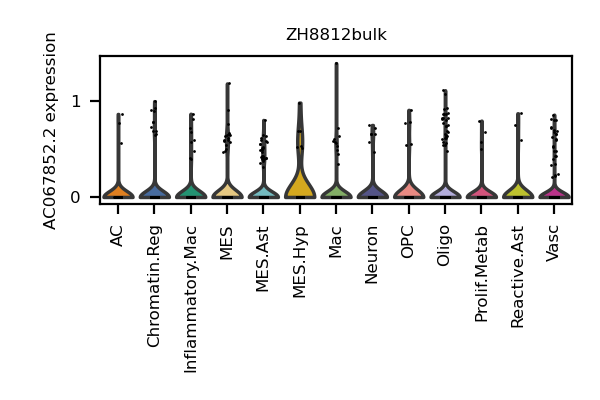 ZH8812bulk
AC067852.2 expression
1
0
AC
Chromatin.Reg
Inflammatory.Mac
MES
MES.Ast
MES.Hyp
Mac
Neuron
OPC
Oligo
Prolif.Metab
Reactive.Ast
Vasc